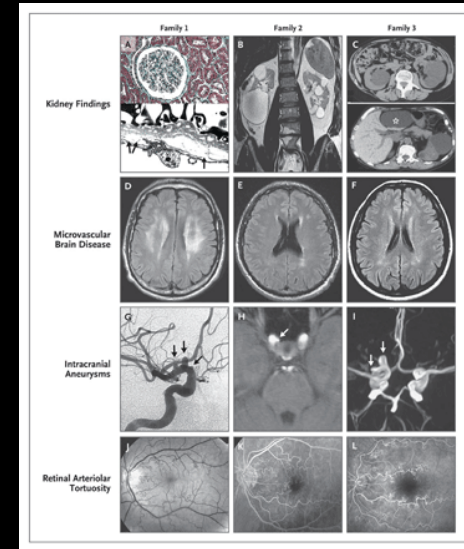 Family 1
Family 2
Family 3
Kidney Findings
A
B
C
Microvascular
Brain Disease
D
E
F
Intracranial
Aneurysms
G
H
I
Retinal Arteriolar
Tortuosity
J
K
L